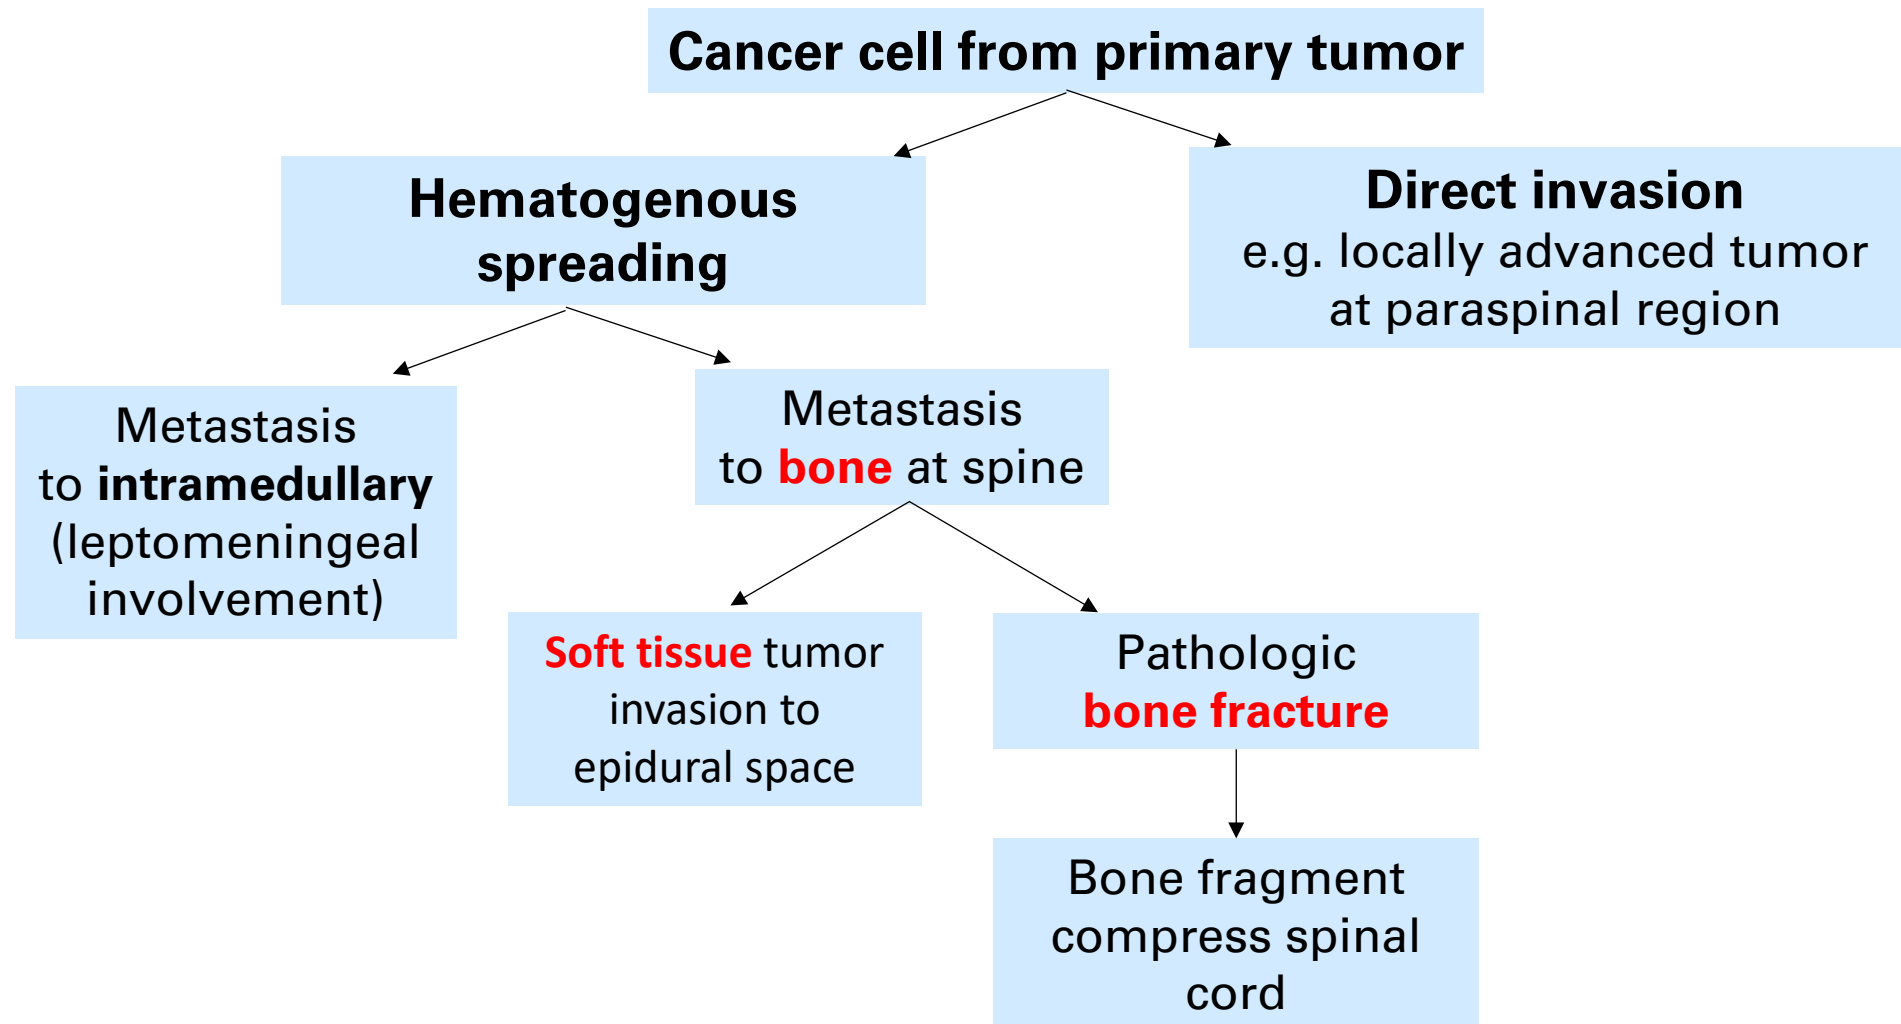 Cancer cell from primary tumor
Hematogenous
spreading
Direct invasion
e.g. locally advanced tumor
at paraspinal region
Metastasis
to intramedullary
(leptomeningeal
involvement)
Metastasis
to bone at spine
Soft tissue tumor
invasion to
epidural space
Pathologic
bone fracture
Bone fragment
compress spinal
cord